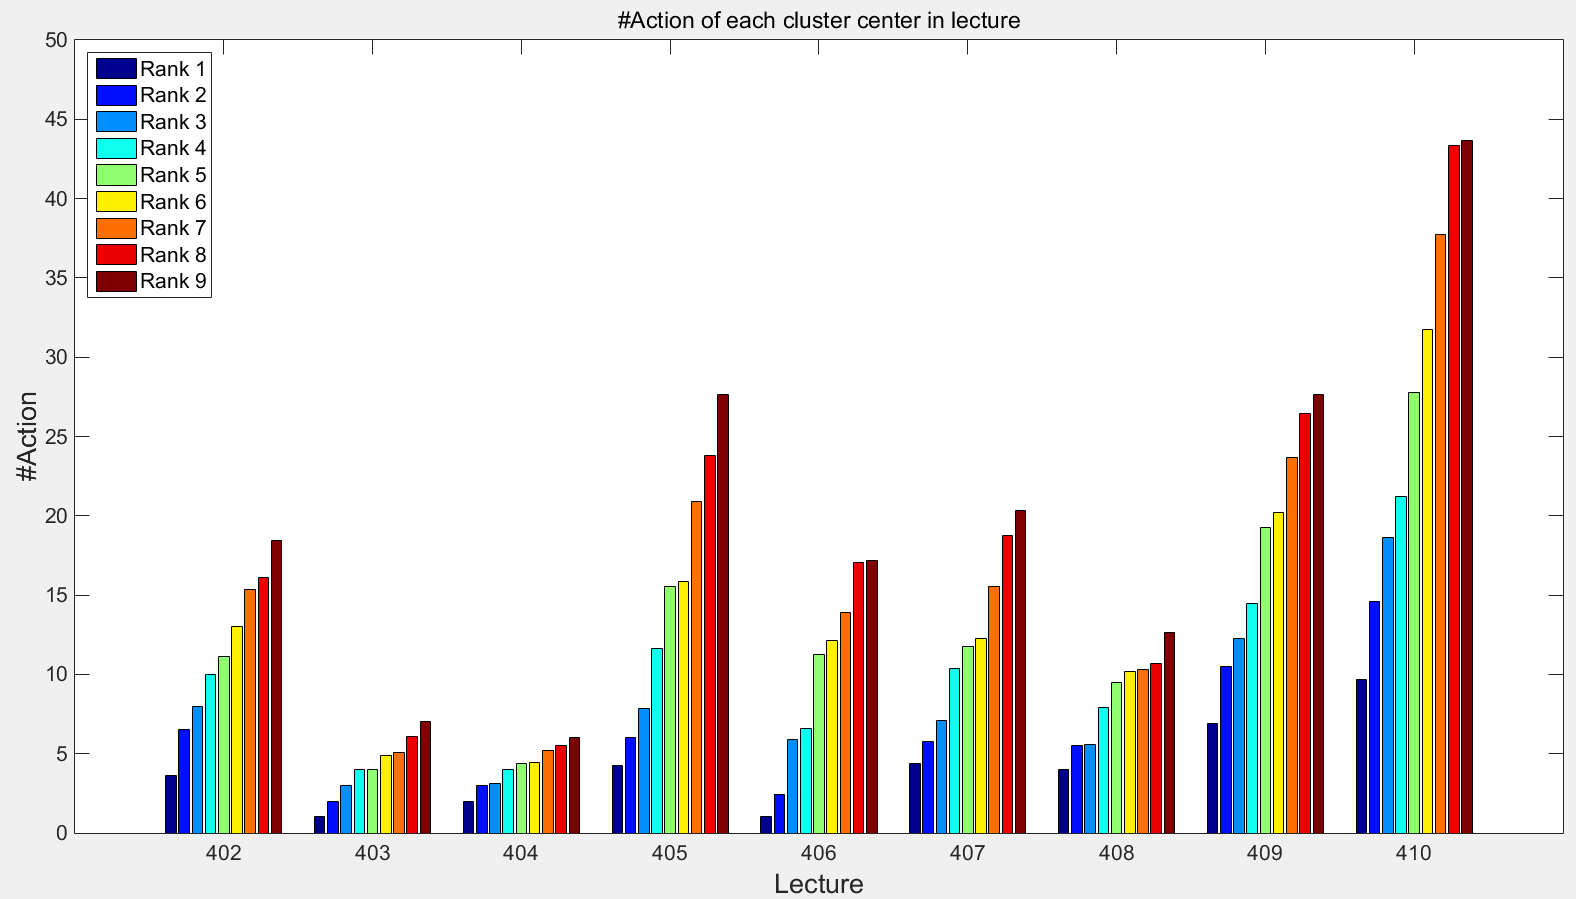 #Action of each cluster center in lecture
50
45
40
35
30
25
20
15
10
5
0
#Action
Rank 1
Rank 2
Rank 3
Rank 4
Rank 5
Rank 6
Rank 7
Rank 8
Rank 9
402 403 404 405 406 407 408 409 410
Lecture